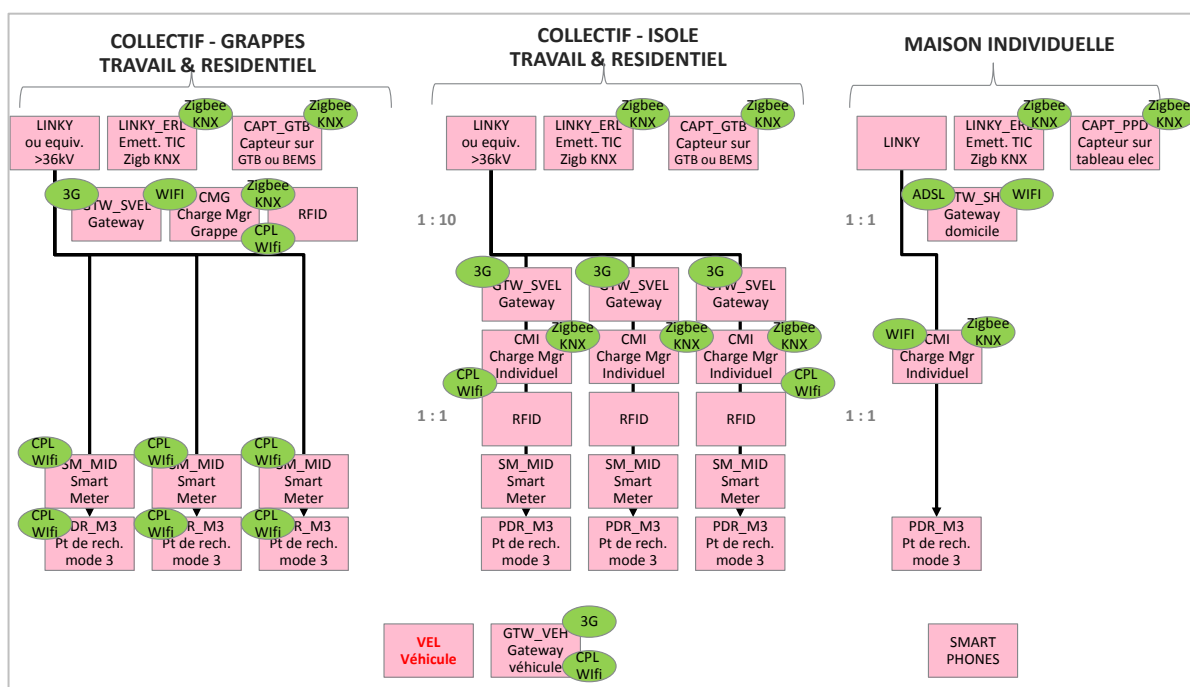 COLLECTIF - GRAPPES
TRAVAIL & RESIDENTIEL
COLLECTIF - ISOLE
TRAVAIL & RESIDENTIEL
MAISON INDIVIDUELLE
LINKY
ou equiv.
>36kV
LINKY_ERL
Emett. TIC
Zigb KNX
Zigbee
KNX
CAPT_GTB
Capteur sur
GTB ou BEMS
Zigbee
KNX
3G
GTW_SVEL
Gateway
WIFI
CMG
Charge Mgr
Grappe
Zigbee
KNX
CPL
WIfi
RFID
CPL
WIfi
SM_MID
Smart
Meter
CPL
WIfi
SM_MID
Smart
Meter
CPL
WIfi
SM_MID
Smart
Meter
CPL
WIfi
PDR_M3
Pt de rech.
mode 3
CPL
WIfi
PDR_M3
Pt de rech.
mode 3
CPL
WIfi
PDR_M3
Pt de rech.
mode 3
LINKY
ou equiv.
>36kV
LINKY_ERL
Emett. TIC
Zigb KNX
Zigbee
KNX
CAPT_GTB
Capteur sur
GTB ou BEMS
Zigbee
KNX
1 : 10
3G
GTW_SVEL
Gateway
3G
GTW_SVEL
Gateway
3G
GTW_SVEL
Gateway
CMI
Charge Mgr
Individuel
Zigbee
KNX
CPL
WIfi
CMI
Charge Mgr
Individuel
Zigbee
KNX
CMI
Charge Mgr
Individuel
Zigbee
KNX
CPL
WIfi
1 : 1
RFID
RFID
RFID
SM_MID
Smart
Meter
SM_MID
Smart
Meter
SM_MID
Smart
Meter
PDR_M3
Pt de rech.
mode 3
PDR_M3
Pt de rech.
mode 3
PDR_M3
Pt de rech.
mode 3
LINKY
LINKY_ERL
Emett. TIC
Zigb KNX
Zigbee
KNX
CAPT_PPD
Capteur sur
tableau elec
Zigbee
KNX
1 : 1
ADSL
GTW_SH
Gateway
domicile
WIFI
WIFI
CMI
Charge Mgr
Individuel
Zigbee
KNX
1 : 1
PDR_M3
Pt de rech.
mode 3
VEL
Véhicule
GTW_VEH
Gateway
véhicule
3G
CPL
WIfi
SMART
PHONES